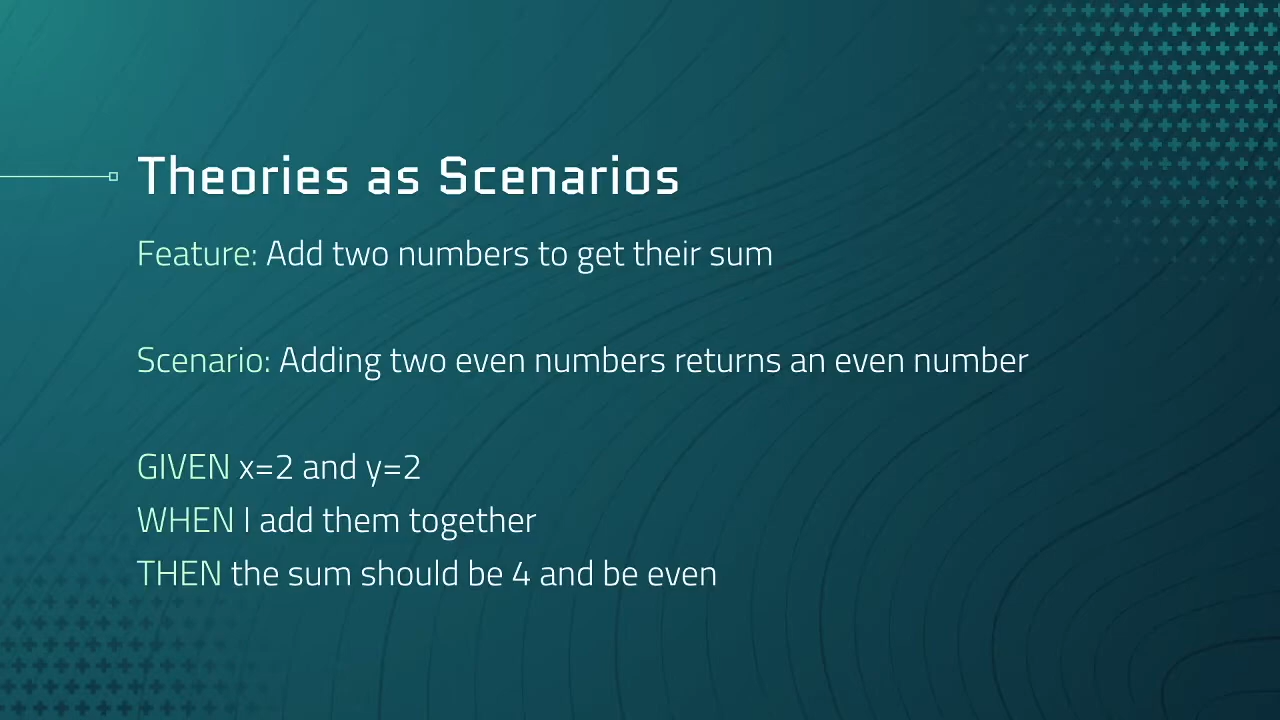 Theories as Scenarios
Feature: Add two numbers to get their sum
Scenario: Adding two even numbers returns an even number
GIVEN x=2 and y=2
WHEN I add them together
THEN the sum should be 4 and be even